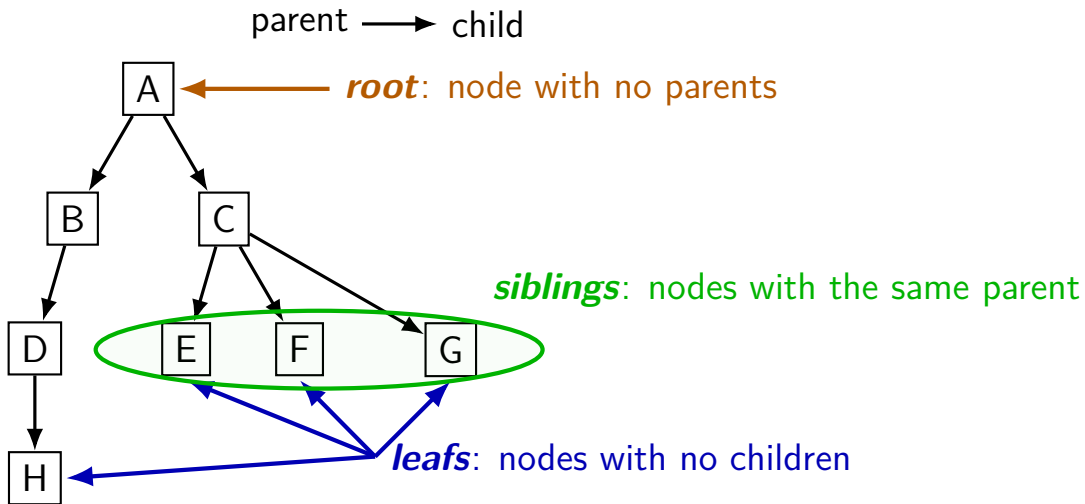 parent child
A root: node with no parents
B C
siblings: nodes with the same parent
D E F G
leafs: nodes with no children
H